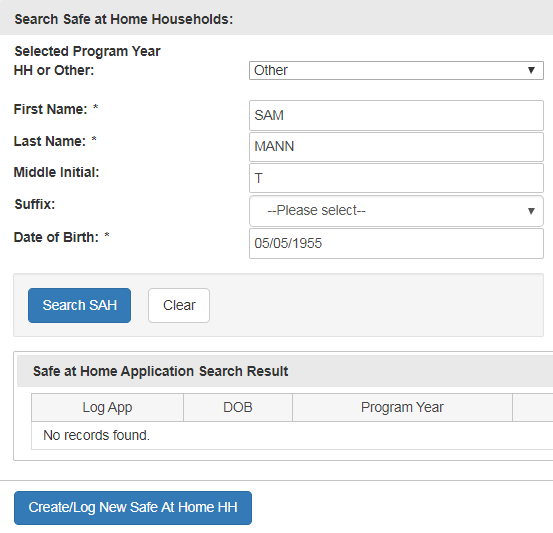 Search Safe at Home Households:
Selected Program Year
HH or Other:
Other
First Name: *
SAM
Last Name: *
MANN
Middle Initial:
T
Suffix:
--Please select--
Date of Birth: *
05/05/1955
Search SAH Clear
Safe at Home Application Search Result
Log App DOB Program Year
No records found.
Create/Log New Safe At Home HH